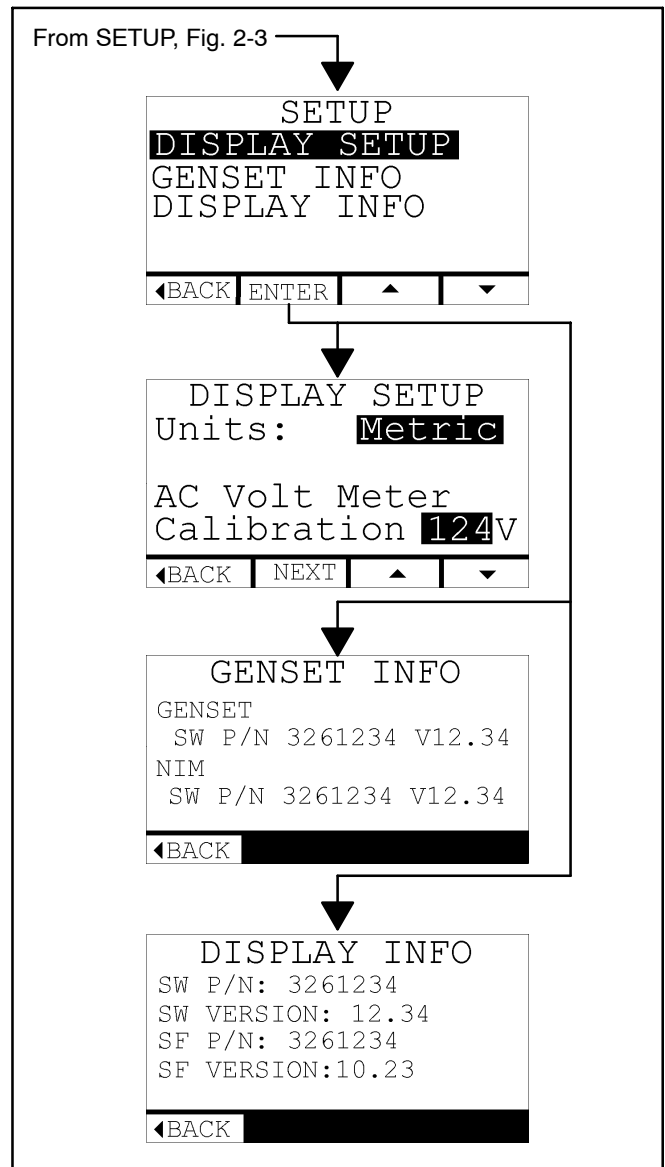 From SETUP, Fig. 2-3
SETUP
DISPLAY SETUP
GENSET INFO
DISPLAY INFO
◀BACK ENTER ▲ ▼
DISPLAY SETUP
Units: Metric
AC Volt Meter
Calibration 124V
◀BACK NEXT ▲ ▼
GENSET INFO
GENSET
SW P/N 3261234 V12.34
NIM
SW P/N 3261234 V12.34
◀BACK
DISPLAY INFO
SW P/N: 3261234
SW VERSION: 12.34
SF P/N: 3261234
SF VERSION:10.23
◀BACK